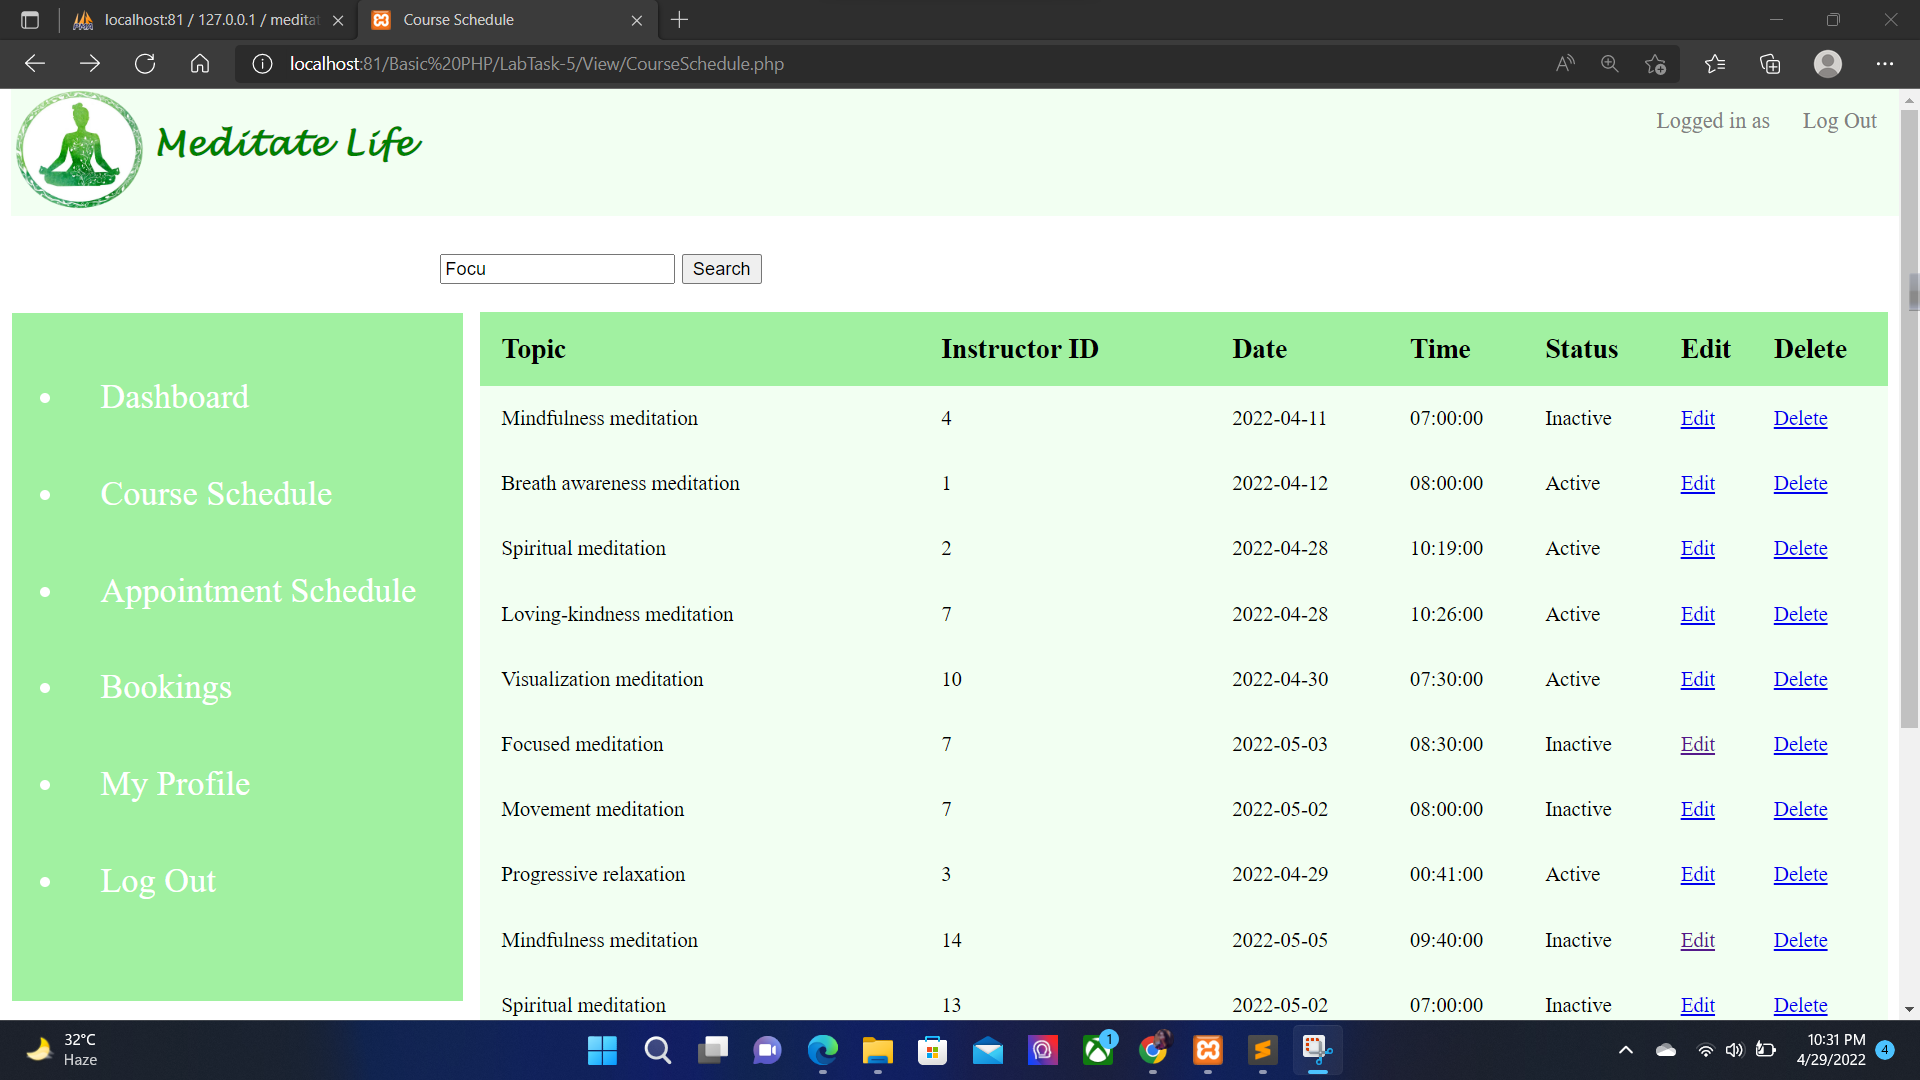 localhost:81 / 127.0.0.1 / meditat
Course Schedule
localhost:81/Basic%20PHP/LabTask-5/View/CourseSchedule.php
Meditate Life
Logged in as Log Out
Focu Search
Dashboard
Course Schedule
Appointment Schedule
Bookings
My Profile
Log Out
Topic Instructor ID Date Time Status Edit Delete
Mindfulness meditation 4 2022-04-11 07:00:00 Inactive Edit Delete
Breath awareness meditation 1 2022-04-12 08:00:00 Active Edit Delete
Spiritual meditation 2 2022-04-28 10:19:00 Active Edit Delete
Loving-kindness meditation 7 2022-04-28 10:26:00 Active Edit Delete
Visualization meditation 10 2022-04-30 07:30:00 Active Edit Delete
Focused meditation 7 2022-05-03 08:30:00 Inactive Edit Delete
Movement meditation 7 2022-05-02 08:00:00 Inactive Edit Delete
Progressive relaxation 3 2022-04-29 00:41:00 Active Edit Delete
Mindfulness meditation 14 2022-05-05 09:40:00 Inactive Edit Delete
Spiritual meditation 13 2022-05-02 07:00:00 Inactive Edit Delete
32°C
Haze
1
10:31 PM
4/29/2022
4